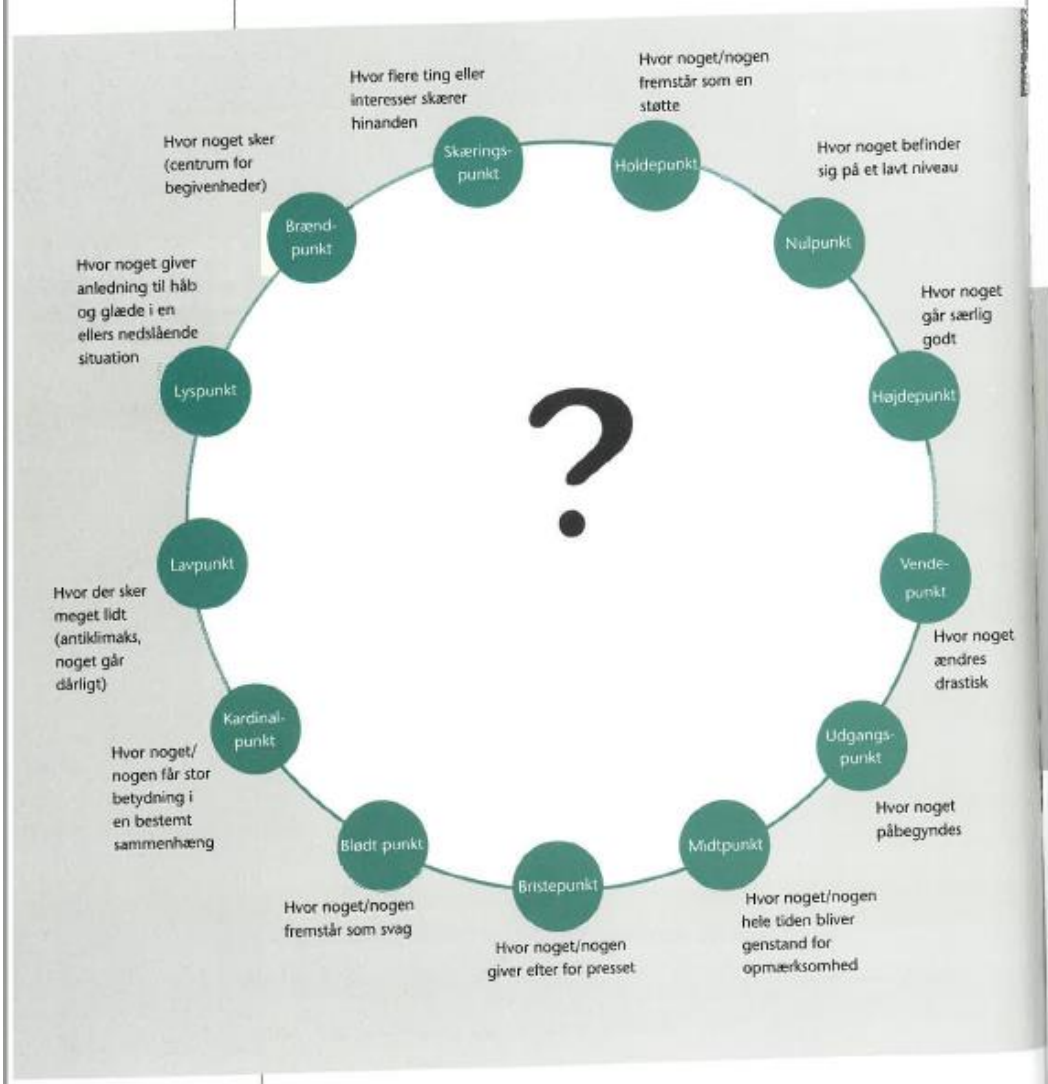 Hvor noget/nogen
fremstår som en
støtte
Holdepunkt
Hvor noget befinder
sig på et lavt niveau
Nulpunkt
Hvor noget
går særlig
godt
Højdepunkt
Vende-
punkt
Hvor noget
ændres
drastisk
Udgangs-
punkt
Hvor noget
påbegyndes
Midtpunkt
Hvor noget/nogen
hele tiden bliver
genstand for
opmærksomhed
Bristepunkt
Hvor noget/nogen
giver efter for presset
Blødt punkt
Hvor noget/nogen
fremstår som svag
Kardinal-
punkt
Hvor noget/
nogen får stor
betydning i
en bestemt
sammenhæng
Lavpunkt
Hvor der sker
meget lidt
(antiklimaks,
noget går
dårligt)
Hvor noget giver
anledning til håb
og glæde i en
ellers nedslående
situation
Lyspunkt
Hvor noget sker
(centrum for
begivenheder)
Brænd-
punkt
Hvor flere ting eller
interesser skærer
hinanden
Skærings-
punkt
?